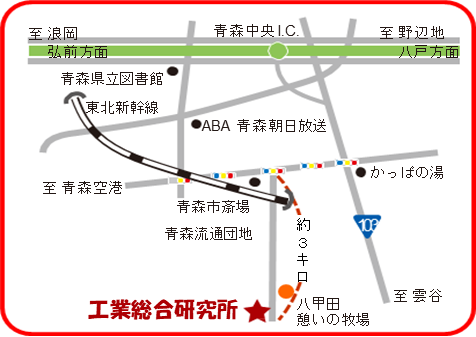 青森中央I.C.
至 浪岡
至 野辺地
弘前方面
八戸方面
青森県立図書館
東北新幹線
ABA 青森朝日放送
かっぱの湯
至 青森空港
青森市斎場
青森流通団地
約3キロ
103
至 雲谷
八甲田
憩いの牧場
工業総合研究所